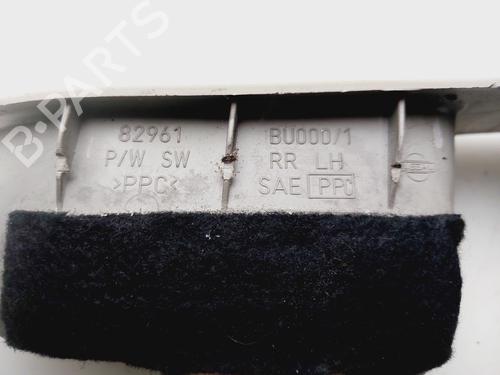 82961 BU000/1
P/W SW RR LH
>PPC< SAE PPC
B-PARTS